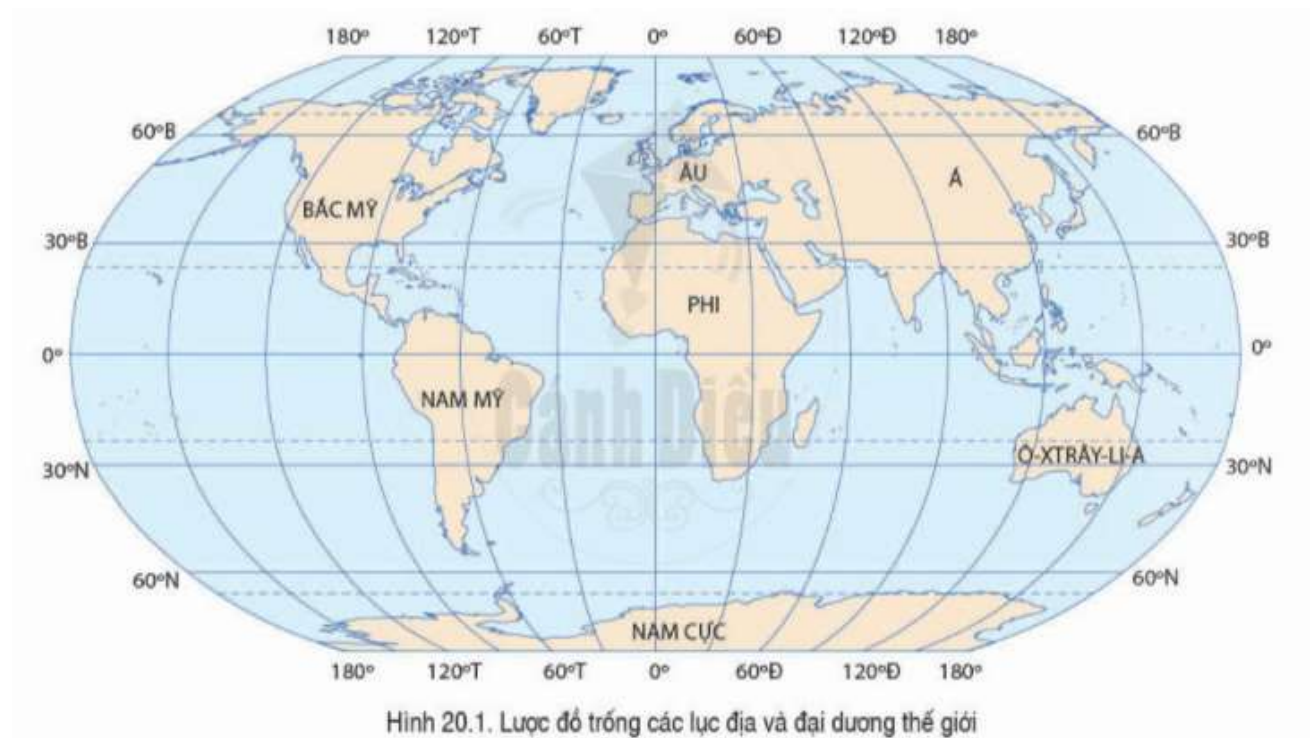 180° 120°T 60°T 0° 60°Đ 120°Đ 180°
60°B 60°B
ÂU Á
BẮC MỸ
30°B 30°B
PHI
0° 0°
NAM MỸ
Cánh Diều
Ô-XTRÂY-LI-A
30°N 30°N
60°N 60°N
NAM CỰC
180° 120°T 60°T 0° 60°Đ 120°Đ 180°
Hình 20.1. Lược đồ trống các lục địa và đại dương thế giới